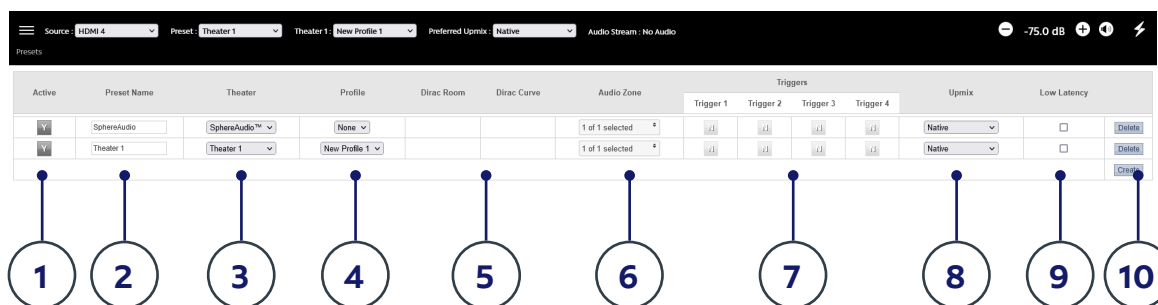 Source : HDMI 4 Preset : Theater 1 Theater 1 : New Profile 1 Preferred Upmix : Native Audio Stream : No Audio -75.0 dB
Presets
Active Preset Name Theater Profile Dirac Room Dirac Curve Audio Zone Triggers Upmix Low Latency
Trigger 1 Trigger 2 Trigger 3 Trigger 4
Y SphereAudio SphereAudio™ None 1 of 1 selected N N N N Native Delete
Y Theater 1 Theater 1 New Profile 1 1 of 1 selected N N N N Native Delete
Create
1 2 3 4 5 6 7 8 9 10